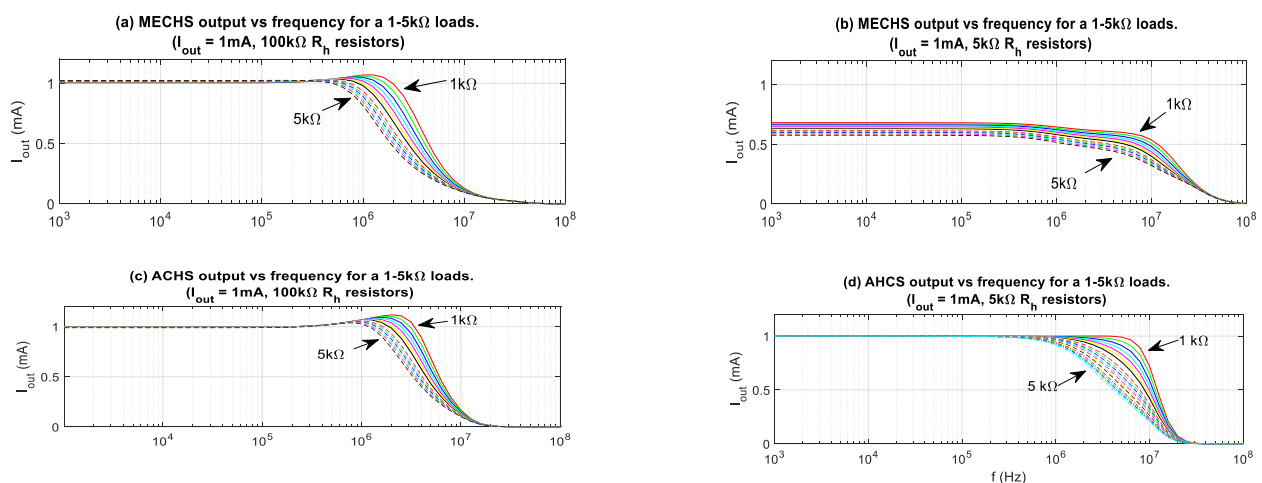 (a) MECHS output vs frequency for a 1-5kΩ loads.
(I_out = 1mA, 100kΩ R_h resistors)
I_out (mA)
1
0.5
0
1kΩ
5kΩ
10^3 10^4 10^5 10^6 10^7 10^8
(b) MECHS output vs frequency for a 1-5kΩ loads.
(I_out = 1mA, 5kΩ R_h resistors)
I_out (mA)
1
0.5
0
1kΩ
5kΩ
10^3 10^4 10^5 10^6 10^7 10^8
(c) ACHS output vs frequency for a 1-5kΩ loads.
(I_out = 1mA, 100kΩ R_h resistors)
I_out (mA)
1
0.5
0
1kΩ
5kΩ
10^4 10^5 10^6 10^7 10^8
(d) AHCS output vs frequency for a 1-5kΩ loads.
(I_out = 1mA, 5kΩ R_h resistors)
I_out (mA)
1
0.5
0
1 kΩ
5 kΩ
10^3 10^4 10^5 10^6 10^7 10^8
f (Hz)